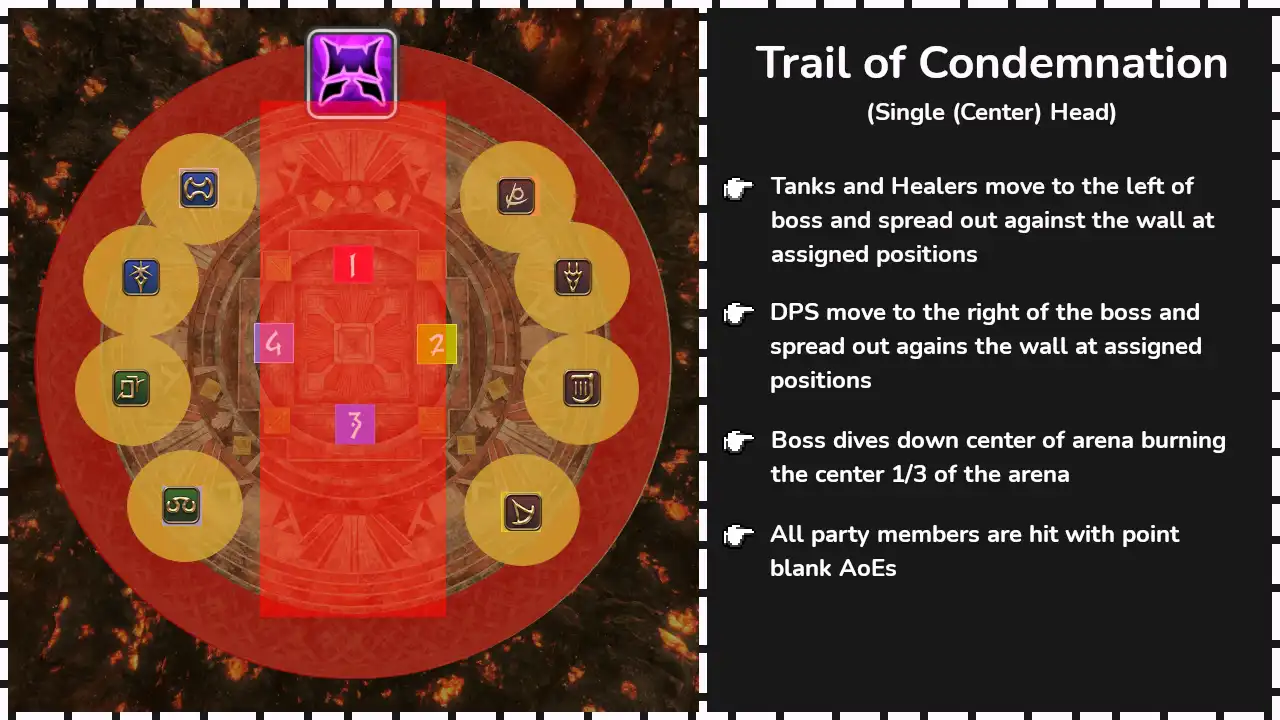 Trail of Condemnation
(Single (Center) Head)
Tanks and Healers move to the left of
boss and spread out against the wall at
assigned positions
DPS move to the right of the boss and
spread out agains the wall at assigned
positions
Boss dives down center of arena burning
the center 1/3 of the arena
All party members are hit with point
blank AoEs
1
4
2
3